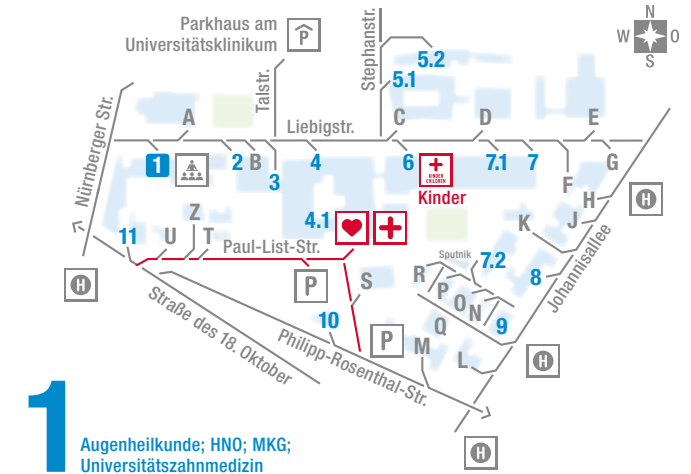 Parkhaus am
Universitätsklinikum
P
Stephanstr.
5.2
5.1
N
W O
S
Talstr.
Nürnberger Str.
A
Liebigstr.
C
D
E
1
2
B
3
4
6
KINDER
CHILDREN
Kinder
7.1
7
F
G
H
H
J
K
4.1
Z
11
U
T
Paul-List-Str.
Sputnik
7.2
8
Johannisallee
H
P
S
R
P
O
N
9
Q
Straße des 18. Oktober
10
P
M
L
H
Philipp-Rosenthal-Str.
H
1
Augenheilkunde; HNO; MKG;
Universitätszahnmedizin